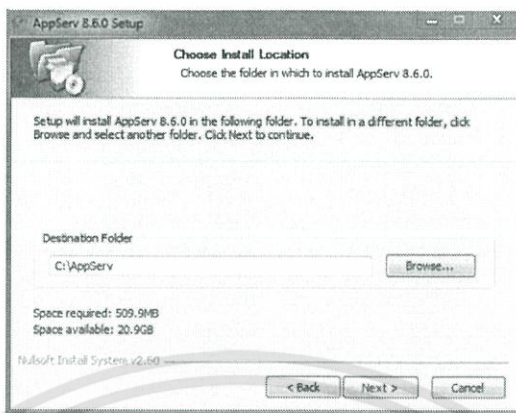 AppServ 8.6.0 Setup
Choose Install Location
Choose the folder in which to install AppServ 8.6.0.
Setup will install AppServ 8.6.0 in the following folder. To install in a different folder, click
Browse and select another folder. Click Next to continue.
Destination Folder
C:\AppServ
Browse...
Space required: 509.9MB
Space available: 20.9GB
Nullsoft Install System v2.60
< Back
Next >
Cancel